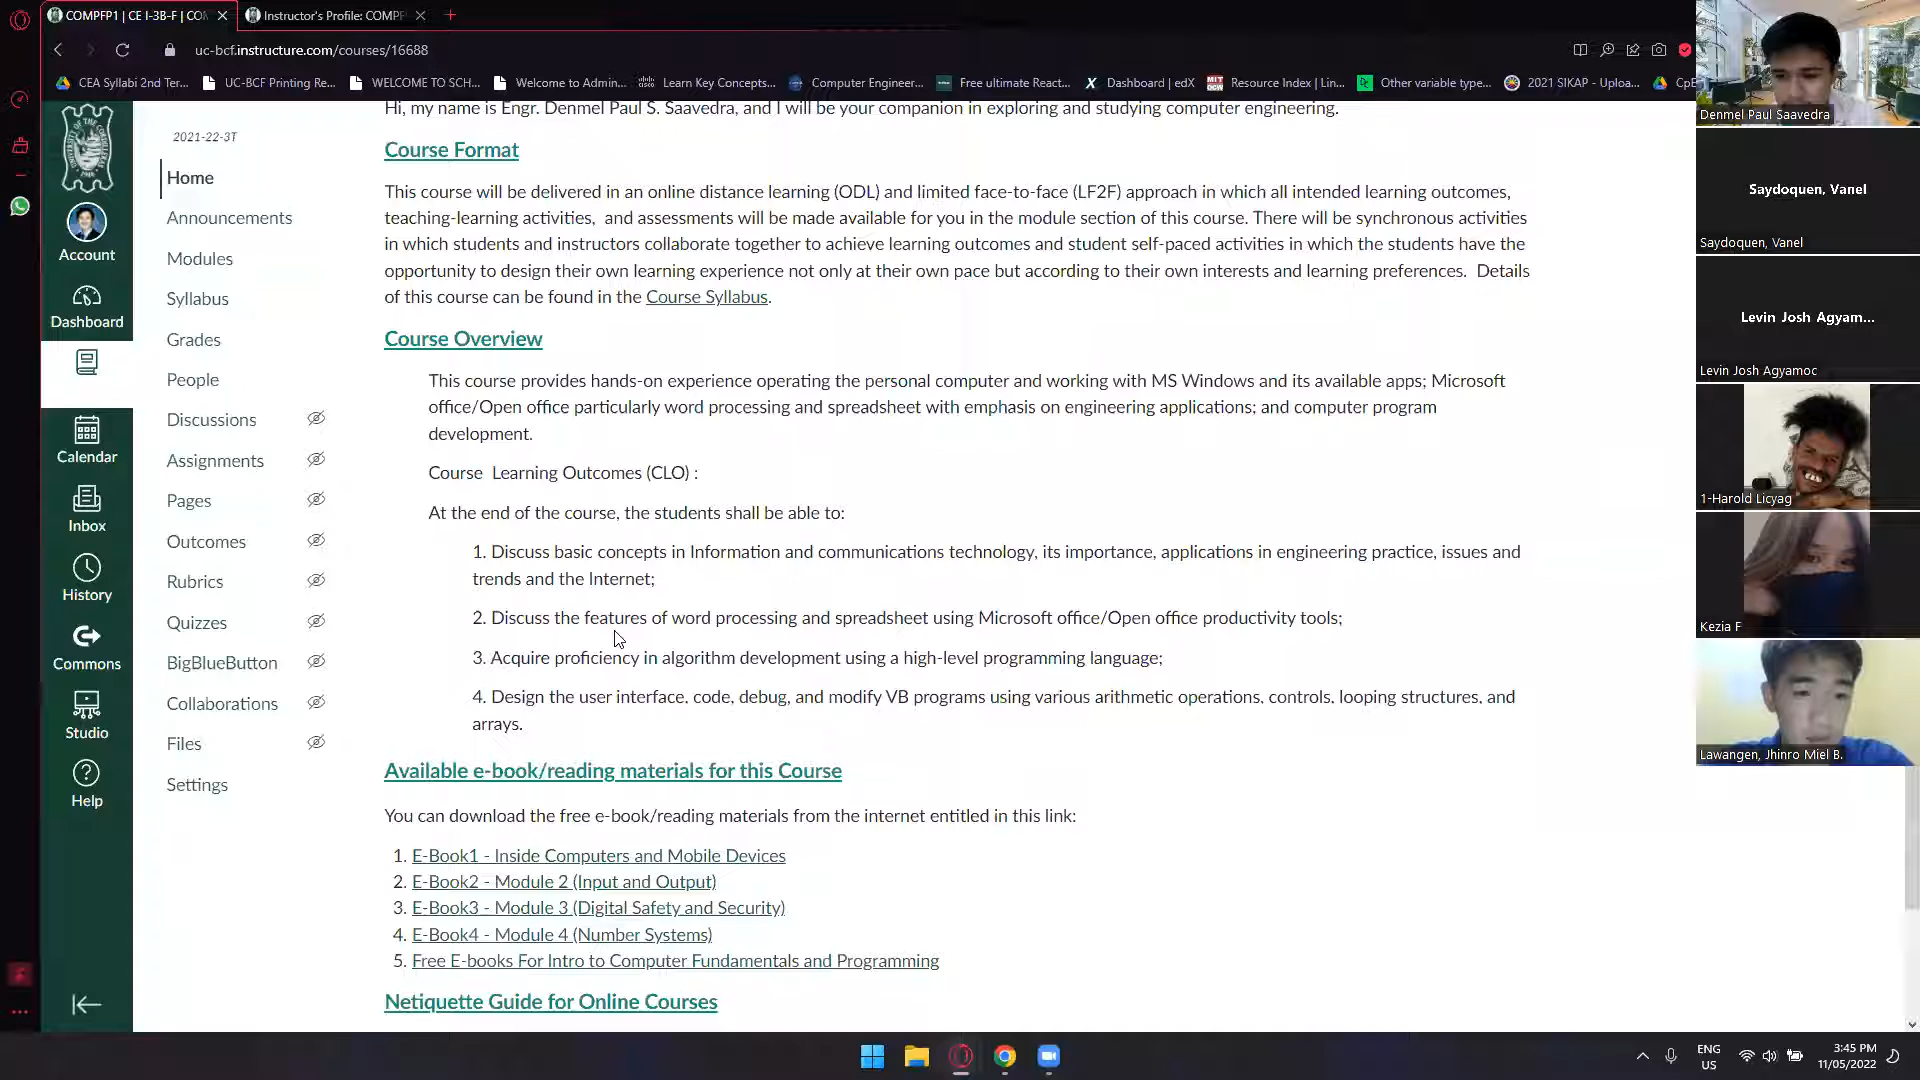 COMPFP1 | CE I-3B-F | COM
Instructor's Profile: COMPF
uc-bcf.instructure.com/courses/16688
CEA Syllabi 2nd Ter...
UC-BCF Printing Re...
WELCOME TO SCH...
Welcome to Admin...
Learn Key Concepts...
Computer Engineer...
Free ultimate React...
Dashboard | edX
Resource Index | Lin...
Other variable type...
2021 SIKAP - Uploa...
CpE
Account
Dashboard
Calendar
Inbox
History
Commons
Studio
Help
2021-22-3T
Home
Announcements
Modules
Syllabus
Grades
People
Discussions
Assignments
Pages
Outcomes
Rubrics
Quizzes
BigBlueButton
Collaborations
Files
Settings
Hi, my name is Engr. Denmel Paul S. Saavedra, and I will be your companion in exploring and studying computer engineering.
Course Format
This course will be delivered in an online distance learning (ODL) and limited face-to-face (LF2F) approach in which all intended learning outcomes,
teaching-learning activities, and assessments will be made available for you in the module section of this course. There will be synchronous activities
in which students and instructors collaborate together to achieve learning outcomes and student self-paced activities in which the students have the
opportunity to design their own learning experience not only at their own pace but according to their own interests and learning preferences. Details
of this course can be found in the Course Syllabus.
Course Overview
This course provides hands-on experience operating the personal computer and working with MS Windows and its available apps; Microsoft
office/Open office particularly word processing and spreadsheet with emphasis on engineering applications; and computer program
development.
Course Learning Outcomes (CLO) :
At the end of the course, the students shall be able to:
1. Discuss basic concepts in Information and communications technology, its importance, applications in engineering practice, issues and
trends and the Internet;
2. Discuss the features of word processing and spreadsheet using Microsoft office/Open office productivity tools;
3. Acquire proficiency in algorithm development using a high-level programming language;
4. Design the user interface, code, debug, and modify VB programs using various arithmetic operations, controls, looping structures, and
arrays.
Available e-book/reading materials for this Course
You can download the free e-book/reading materials from the internet entitled in this link:
1. E-Book1 - Inside Computers and Mobile Devices
2. E-Book2 - Module 2 (Input and Output)
3. E-Book3 - Module 3 (Digital Safety and Security)
4. E-Book4 - Module 4 (Number Systems)
5. Free E-books For Intro to Computer Fundamentals and Programming
Netiquette Guide for Online Courses
Denmel Paul Saavedra
Saydoquen, Vanel
Saydoquen, Vanel
Levin Josh Agyam...
Levin Josh Agyamoc
1-Harold Licyag
Kezia F
Lawangen, Jhinro Miel B.
ENG
US
3:45 PM
11/05/2022